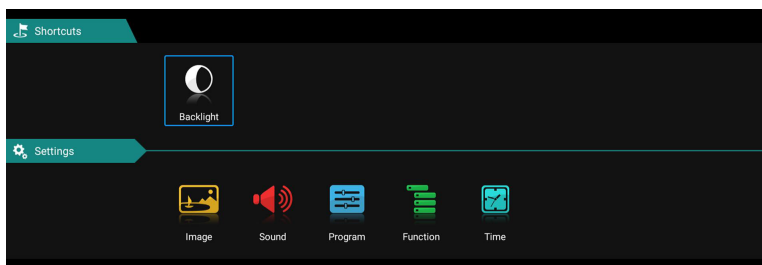 Shortcuts
Backlight
Settings
Image Sound Program Function Time